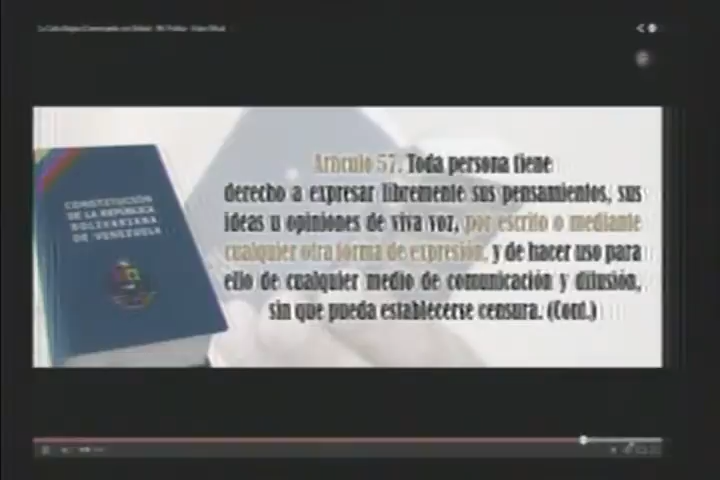 Artículo 57. Toda persona tiene
derecho a expresar libremente sus pensamientos, sus
ideas u opiniones de viva voz, por escrito o mediante
cualquier otra forma de expresión, y de hacer uso para
ello de cualquier medio de comunicación y difusión,
sin que pueda establecerse censura. (Cont.)
CONSTITUCIÓN
DE LA REPÚBLICA
BOLIVARIANA
DE VENEZUELA